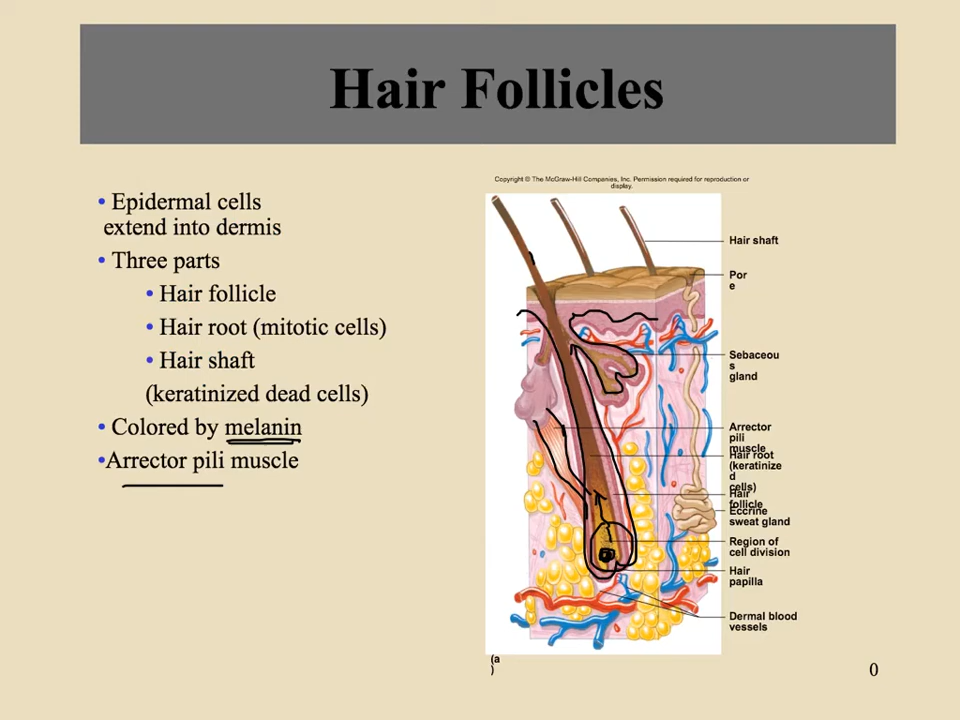 Hair Follicles
• Epidermal cells
extend into dermis
• Three parts
• Hair follicle
• Hair root (mitotic cells)
• Hair shaft
(keratinized dead cells)
• Colored by melanin
•Arrector pili muscle
Copyright © The McGraw-Hill Companies, Inc. Permission required for reproduction or
display.
Hair shaft
Por
e
Sebaceou
s
gland
Arrector
pili
muscle
Hair root
(keratinize
d
cells)
Hair
follicle
Eccrine
sweat gland
Region of
cell division
Hair
papilla
Dermal blood
vessels
(a
)
0